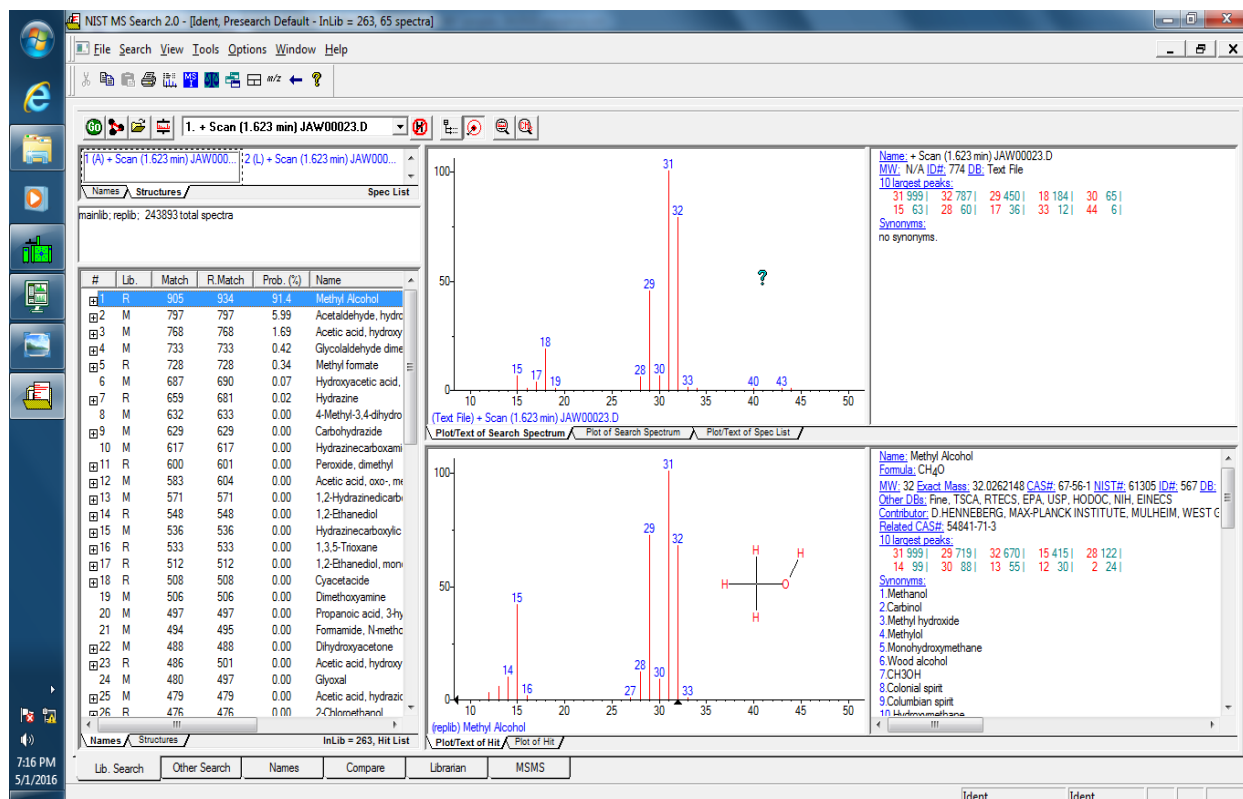 NIST MS Search 2.0 - [Ident, Presearch Default - InLib = 263, 65 spectra]
File Search View Tools Options Window Help
m/z
GO
1. + Scan (1.623 min) JAW00023.D
1 (A) + Scan (1.623 min) JAW000... 2 (L) + Scan (1.623 min) JAW000...
Names Structures Spec List
mainlib; replib; 243893 total spectra
# Lib. Match R.Match Prob. (%) Name
1 R 905 934 91.4 Methyl Alcohol
2 M 797 797 5.99 Acetaldehyde, hydro
3 M 768 768 1.69 Acetic acid, hydroxy
4 M 733 733 0.42 Glycolaldehyde dime
5 R 728 728 0.34 Methyl formate
6 M 687 690 0.07 Hydroxyacetic acid,
7 R 659 681 0.02 Hydrazine
8 M 632 633 0.00 4-Methyl-3,4-dihydro
9 M 629 629 0.00 Carbohydrazide
10 M 617 617 0.00 Hydrazinecarboxami
11 R 600 601 0.00 Peroxide, dimethyl
12 M 583 604 0.00 Acetic acid, oxo-, me
13 M 571 571 0.00 1,2-Hydrazinedicarb
14 R 548 548 0.00 1,2-Ethanediol
15 M 536 536 0.00 Hydrazinecarboxylic
16 R 533 533 0.00 1,3,5-Trioxane
17 R 512 512 0.00 1,2-Ethanediol, mon
18 R 508 508 0.00 Cyacetacide
19 M 506 506 0.00 Dimethoxyamine
20 M 497 497 0.00 Propanoic acid, 3-hy
21 M 494 495 0.00 Formamide, N-metho
22 M 488 488 0.00 Dihydroxyacetone
23 R 486 501 0.00 Acetic acid, hydroxy
24 M 480 497 0.00 Glyoxal
25 M 479 479 0.00 Acetic acid, hydrazid
26 R 476 476 0.00 2-Chloroethanol
Names Structures InLib = 263, Hit List
100
50
0
31
32
29
?
18
15 17 19 28 30 33 40 43
10 15 20 25 30 35 40 45 50
(Text File) + Scan (1.623 min) JAW00023.D
Plot/Text of Search Spectrum Plot of Search Spectrum Plot/Text of Spec List
Name: + Scan (1.623 min) JAW00023.D
MW: N/A ID#: 774 DB: Text File
10 largest peaks:
31 999 | 32 787 | 29 450 | 18 184 | 30 65 |
15 63 | 28 60 | 17 36 | 33 12 | 44 6 |
Synonyms:
no synonyms.
100
50
0
31
29
32
15
14 16 27 28 30 33
H H
H O
H
10 15 20 25 30 35 40 45 50
(replib) Methyl Alcohol
Plot/Text of Hit Plot of Hit
Name: Methyl Alcohol
Formula: CH4O
MW: 32 Exact Mass: 32.0262148 CAS#: 67-56-1 NIST#: 61305 ID#: 567 DB:
Other DBs: Fine, TSCA, RTECS, EPA, USP, HODOC, NIH, EINECS
Contributor: D.HENNEBERG, MAX-PLANCK INSTITUTE, MULHEIM, WEST G
Related CAS#: 54841-71-3
10 largest peaks:
31 999 | 29 719 | 32 670 | 15 415 | 28 122 |
14 99 | 30 88 | 13 55 | 12 30 | 2 24 |
Synonyms:
1.Methanol
2.Carbinol
3.Methyl hydroxide
4.Methylol
5.Monohydroxymethane
6.Wood alcohol
7.CH3OH
8.Colonial spirit
9.Columbian spirit
10.Hydroxymethane
Lib. Search Other Search Names Compare Librarian MSMS
Ident Ident
7:16 PM
5/1/2016